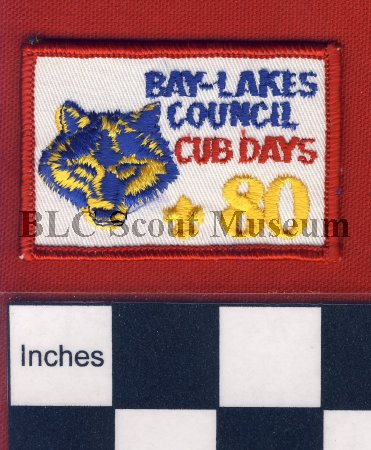 BAY-LAKES
COUNCIL
CUB DAYS
80
BLC Scout Museum
Inches